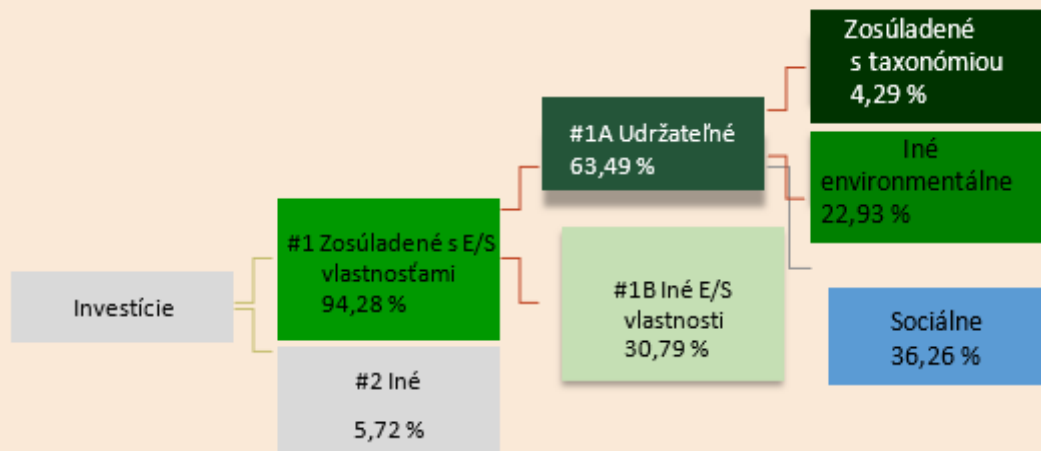 Investície
#1 Zosúladené s E/S
vlastnosťami
94,28 %
#2 Iné
5,72 %
#1A Udržateľné
63,49 %
#1B Iné E/S
vlastnosti
30,79 %
Zosúladené
s taxonómiou
4,29 %
Iné
environmentálne
22,93 %
Sociálne
36,26 %